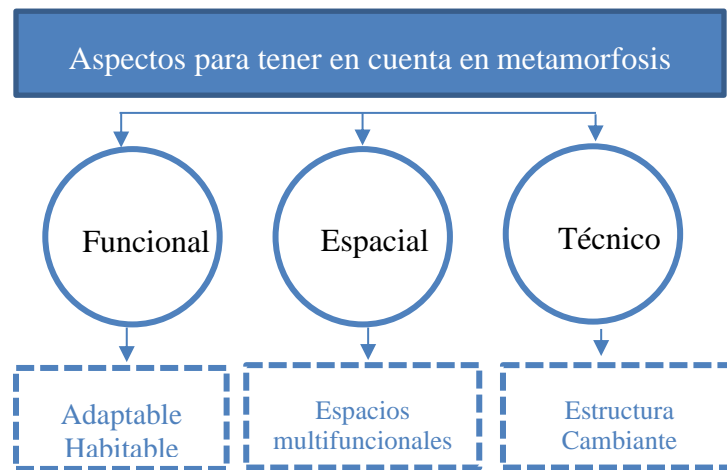 Aspectos para tener en cuenta en metamorfosis
Funcional
Espacial
Técnico
Adaptable
Habitable
Espacios
multifuncionales
Estructura
Cambiante